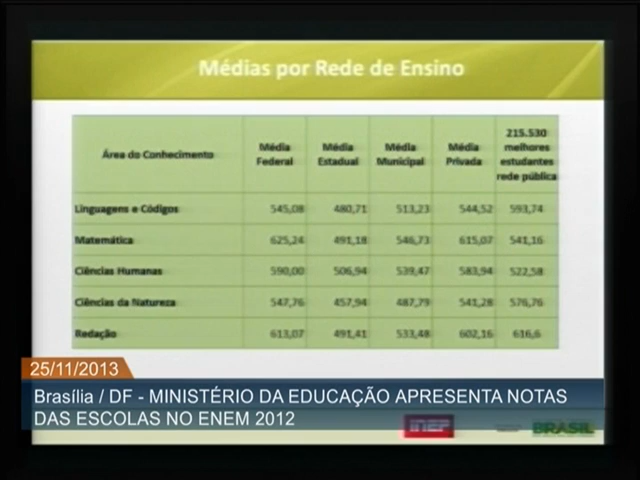 Médias por Rede de Ensino
Área do Conhecimento Média Federal Média Estadual Média Municipal Média Privada 215.530 melhores estudantes rede pública
Linguagens e Códigos 545,08 480,71 513,23 544,52 593,74
Matemática 625,24 491,18 546,73 615,07 541,16
Ciências Humanas 590,00 506,94 539,47 583,94 522,58
Ciências da Natureza 547,76 457,94 487,79 541,28 576,76
Redação 613,07 491,41 533,48 602,16 616,6
25/11/2013
Brasília / DF - MINISTÉRIO DA EDUCAÇÃO APRESENTA NOTAS
DAS ESCOLAS NO ENEM 2012
INEP BRASIL